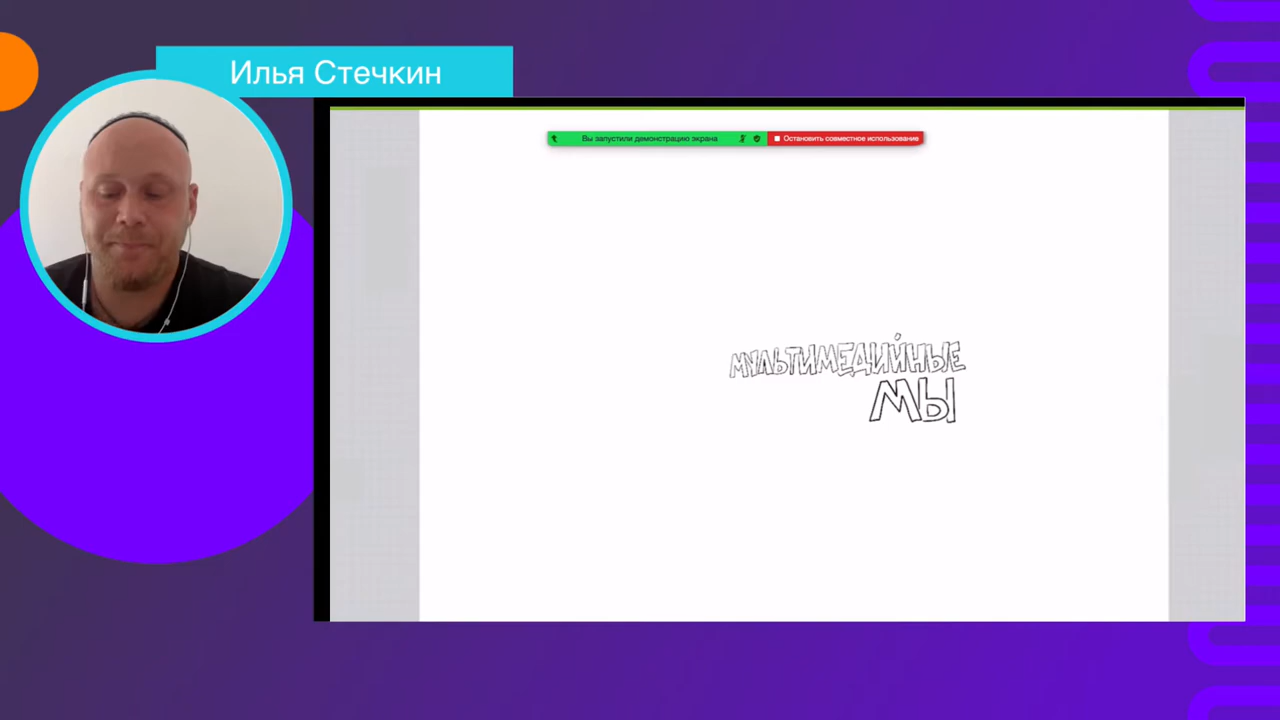 Илья Стечкин
Вы запустили демонстрацию экрана
Остановить совместное использование
МУЛЬТИМЕДИЙНЫЕ
МЫ